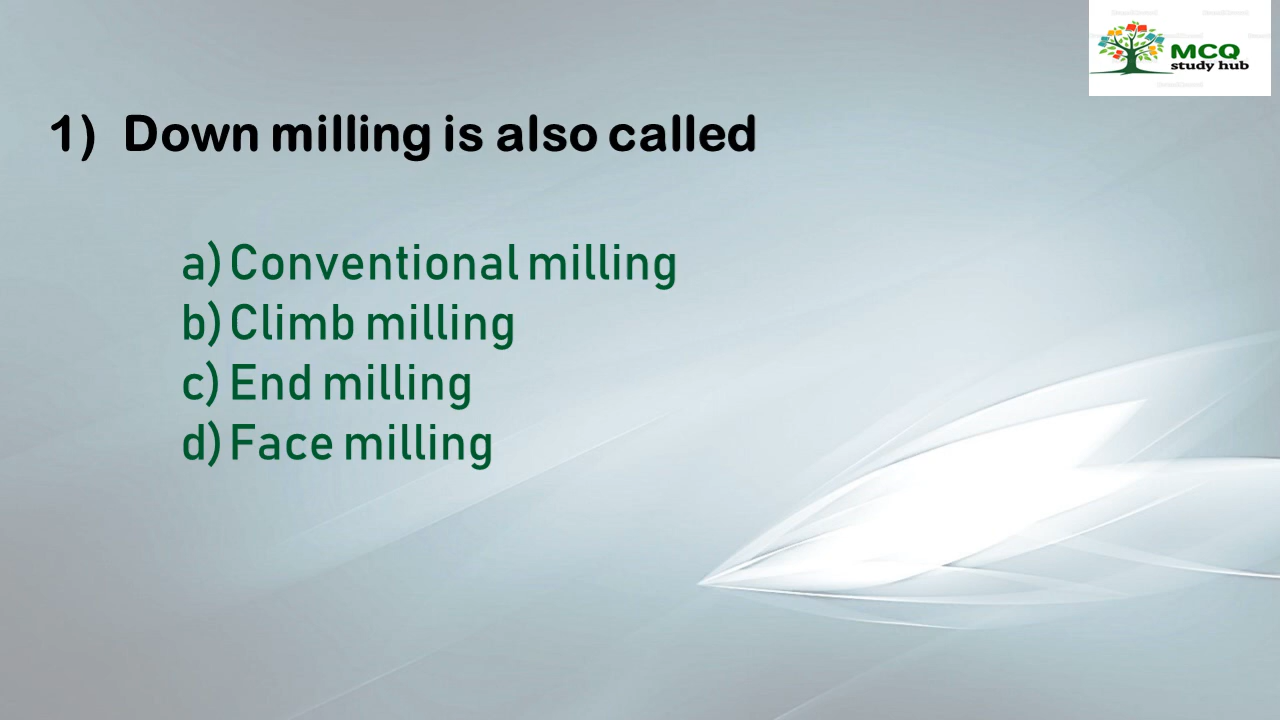 MCQ
study hub
1) Down milling is also called
a) Conventional milling
b) Climb milling
c) End milling
d) Face milling